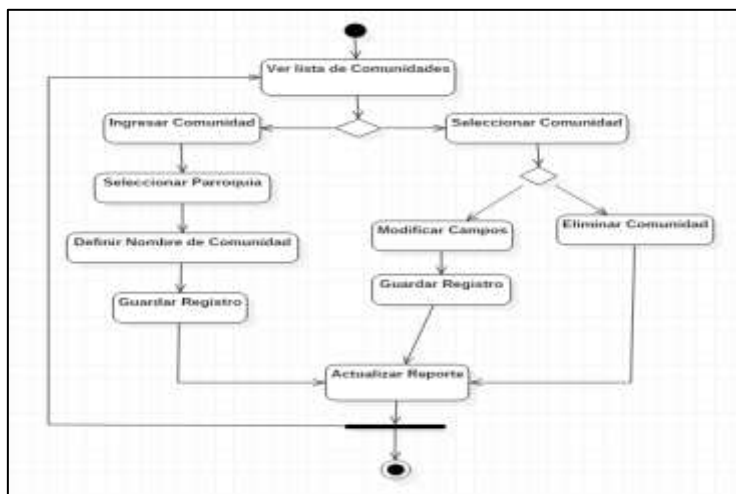 Ver lista de Comunidades
Ingresar Comunidad
Seleccionar Comunidad
Seleccionar Parroquia
Definir Nombre de Comunidad
Modificar Campos
Eliminar Comunidad
Guardar Registro
Guardar Registro
Actualizar Reporte